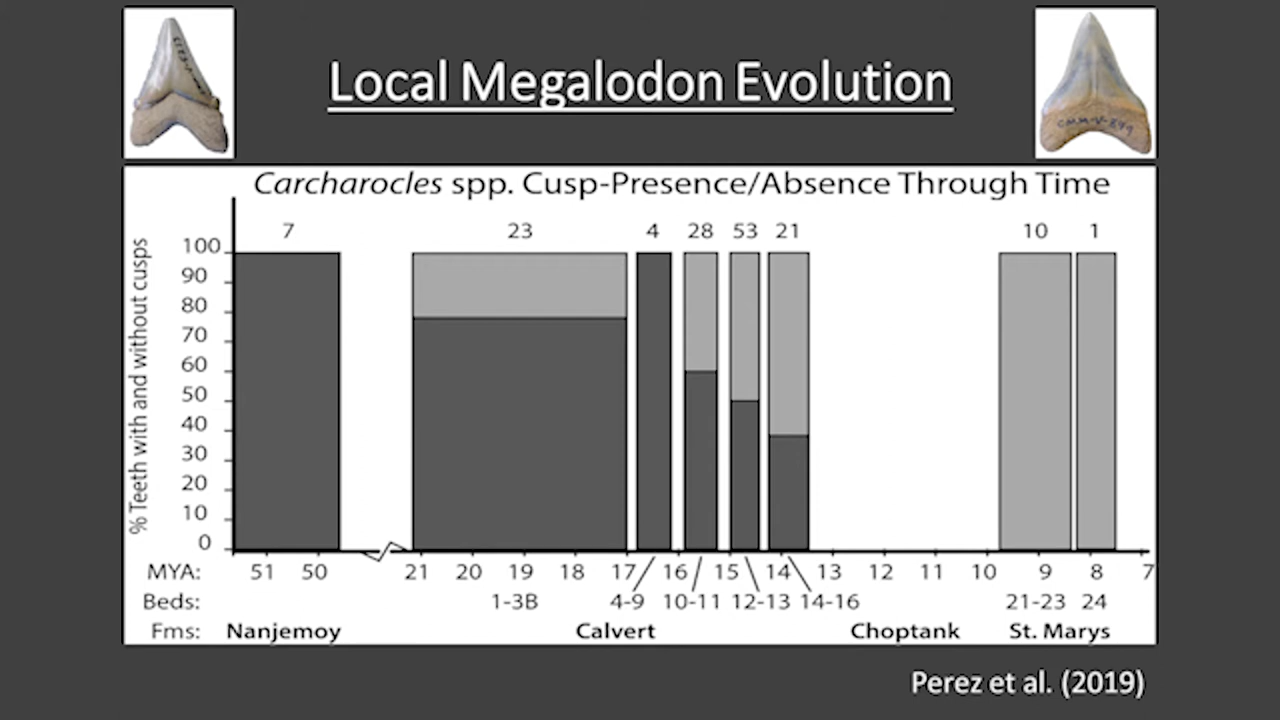 Local Megalodon Evolution
CMM-V-899
Carcharocles spp. Cusp-Presence/Absence Through Time
7 23 4 28 53 21 10 1
% Teeth with and without cusps
100
90
80
70
60
50
40
30
20
10
0
MYA: 51 50 21 20 19 18 17 16 15 14 13 12 11 10 9 8 7
Beds: 1-3B 4-9 10-11 12-13 14-16 21-23 24
Fms: Nanjemoy Calvert Choptank St. Marys
Perez et al. (2019)